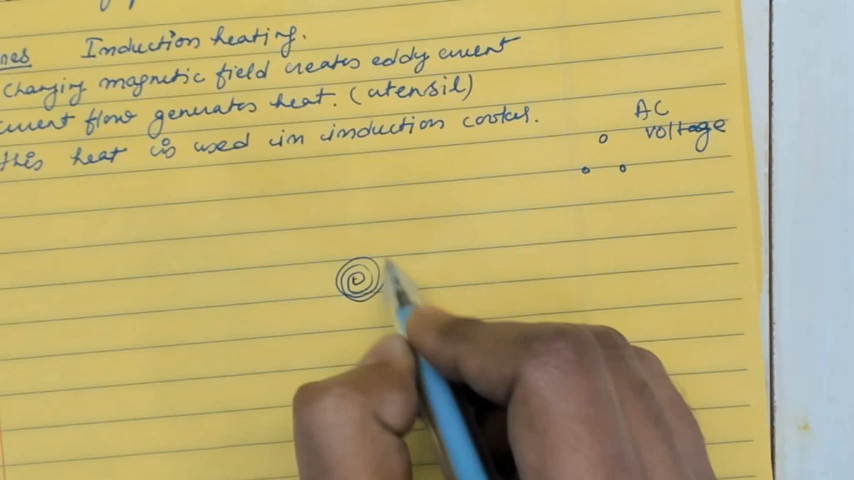 Induction heating.
Changing magnetic field creates eddy current
current flow generates heat. (utensil)
this heat is used in induction cooker.
AC
voltage